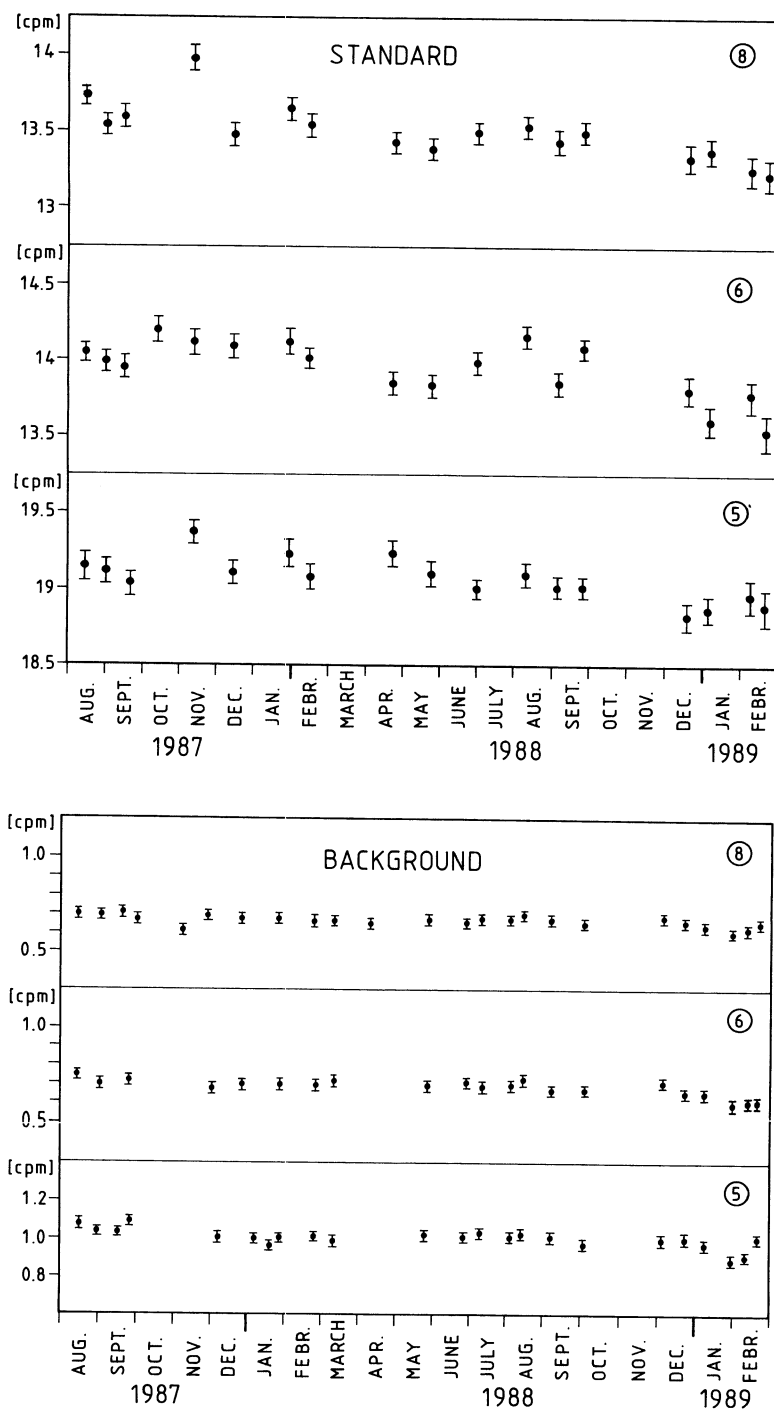 [cpm]
STANDARD
8
14
13.5
13
[cpm]
6
14.5
14
13.5
[cpm]
5
19.5
19
18.5
AUG. SEPT. OCT. NOV. DEC. JAN. FEBR. MARCH APR. MAY JUNE JULY AUG. SEPT. OCT. NOV. DEC. JAN. FEBR.
1987 1988 1989
[cpm]
BACKGROUND
8
1.0
0.5
[cpm]
6
1.0
0.5
[cpm]
5
1.2
1.0
0.8
AUG. SEPT. OCT. NOV. DEC. JAN. FEBR. MARCH APR. MAY JUNE JULY AUG. SEPT. OCT. NOV. DEC. JAN. FEBR.
1987 1988 1989